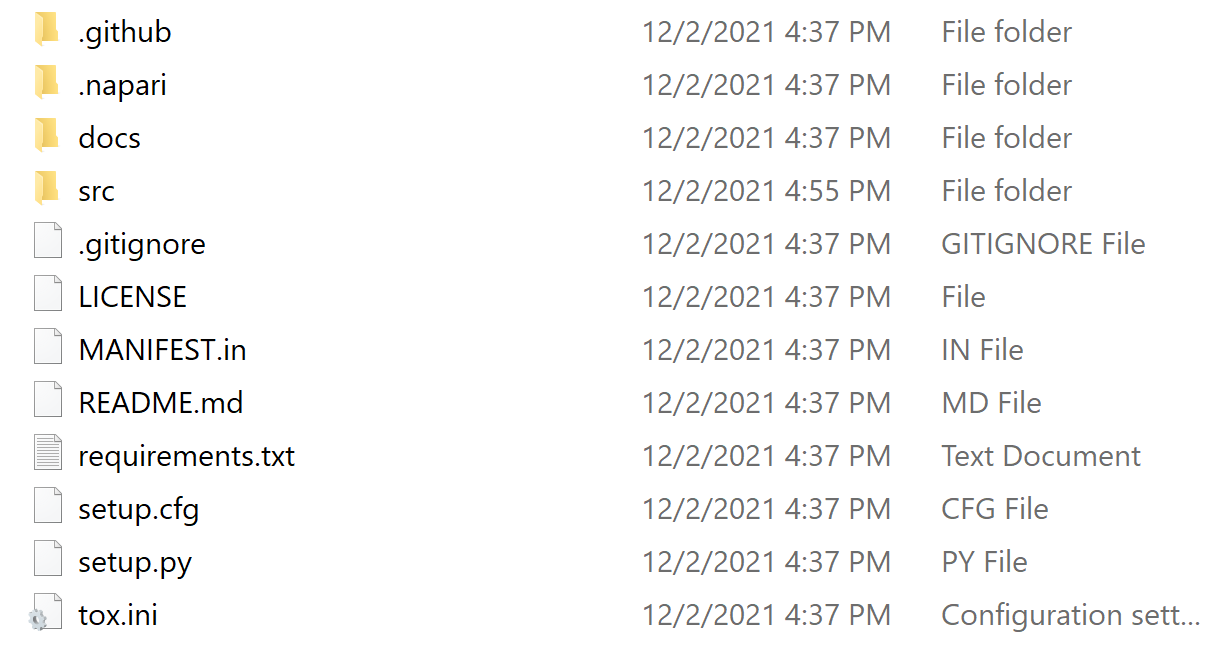 .github 12/2/2021 4:37 PM File folder
.napari 12/2/2021 4:37 PM File folder
docs 12/2/2021 4:37 PM File folder
src 12/2/2021 4:55 PM File folder
.gitignore 12/2/2021 4:37 PM GITIGNORE File
LICENSE 12/2/2021 4:37 PM File
MANIFEST.in 12/2/2021 4:37 PM IN File
README.md 12/2/2021 4:37 PM MD File
requirements.txt 12/2/2021 4:37 PM Text Document
setup.cfg 12/2/2021 4:37 PM CFG File
setup.py 12/2/2021 4:37 PM PY File
tox.ini 12/2/2021 4:37 PM Configuration sett...